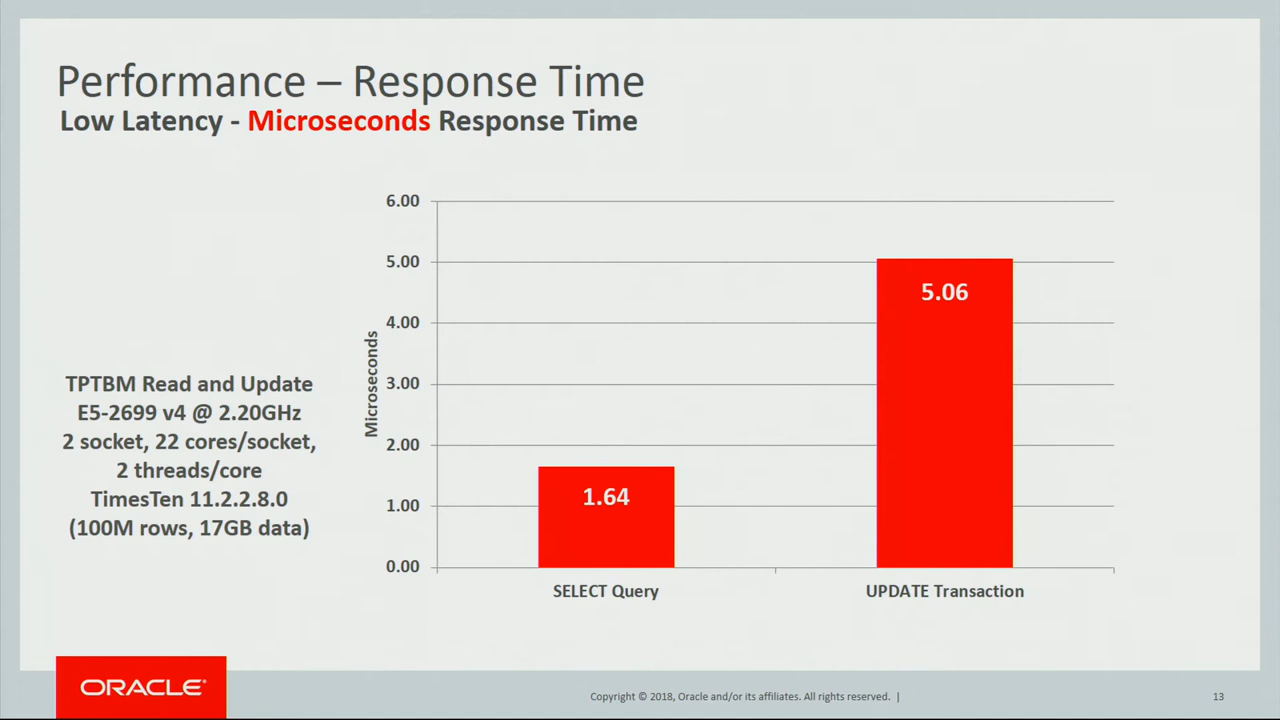 Performance – Response Time
Low Latency - Microseconds Response Time
6.00
5.00
4.00
3.00
2.00
1.00
0.00
Microseconds
1.64
5.06
SELECT Query
UPDATE Transaction
TPTBM Read and Update
E5-2699 v4 @ 2.20GHz
2 socket, 22 cores/socket,
2 threads/core
TimesTen 11.2.2.8.0
(100M rows, 17GB data)
ORACLE®
Copyright © 2018, Oracle and/or its affiliates. All rights reserved. |
13